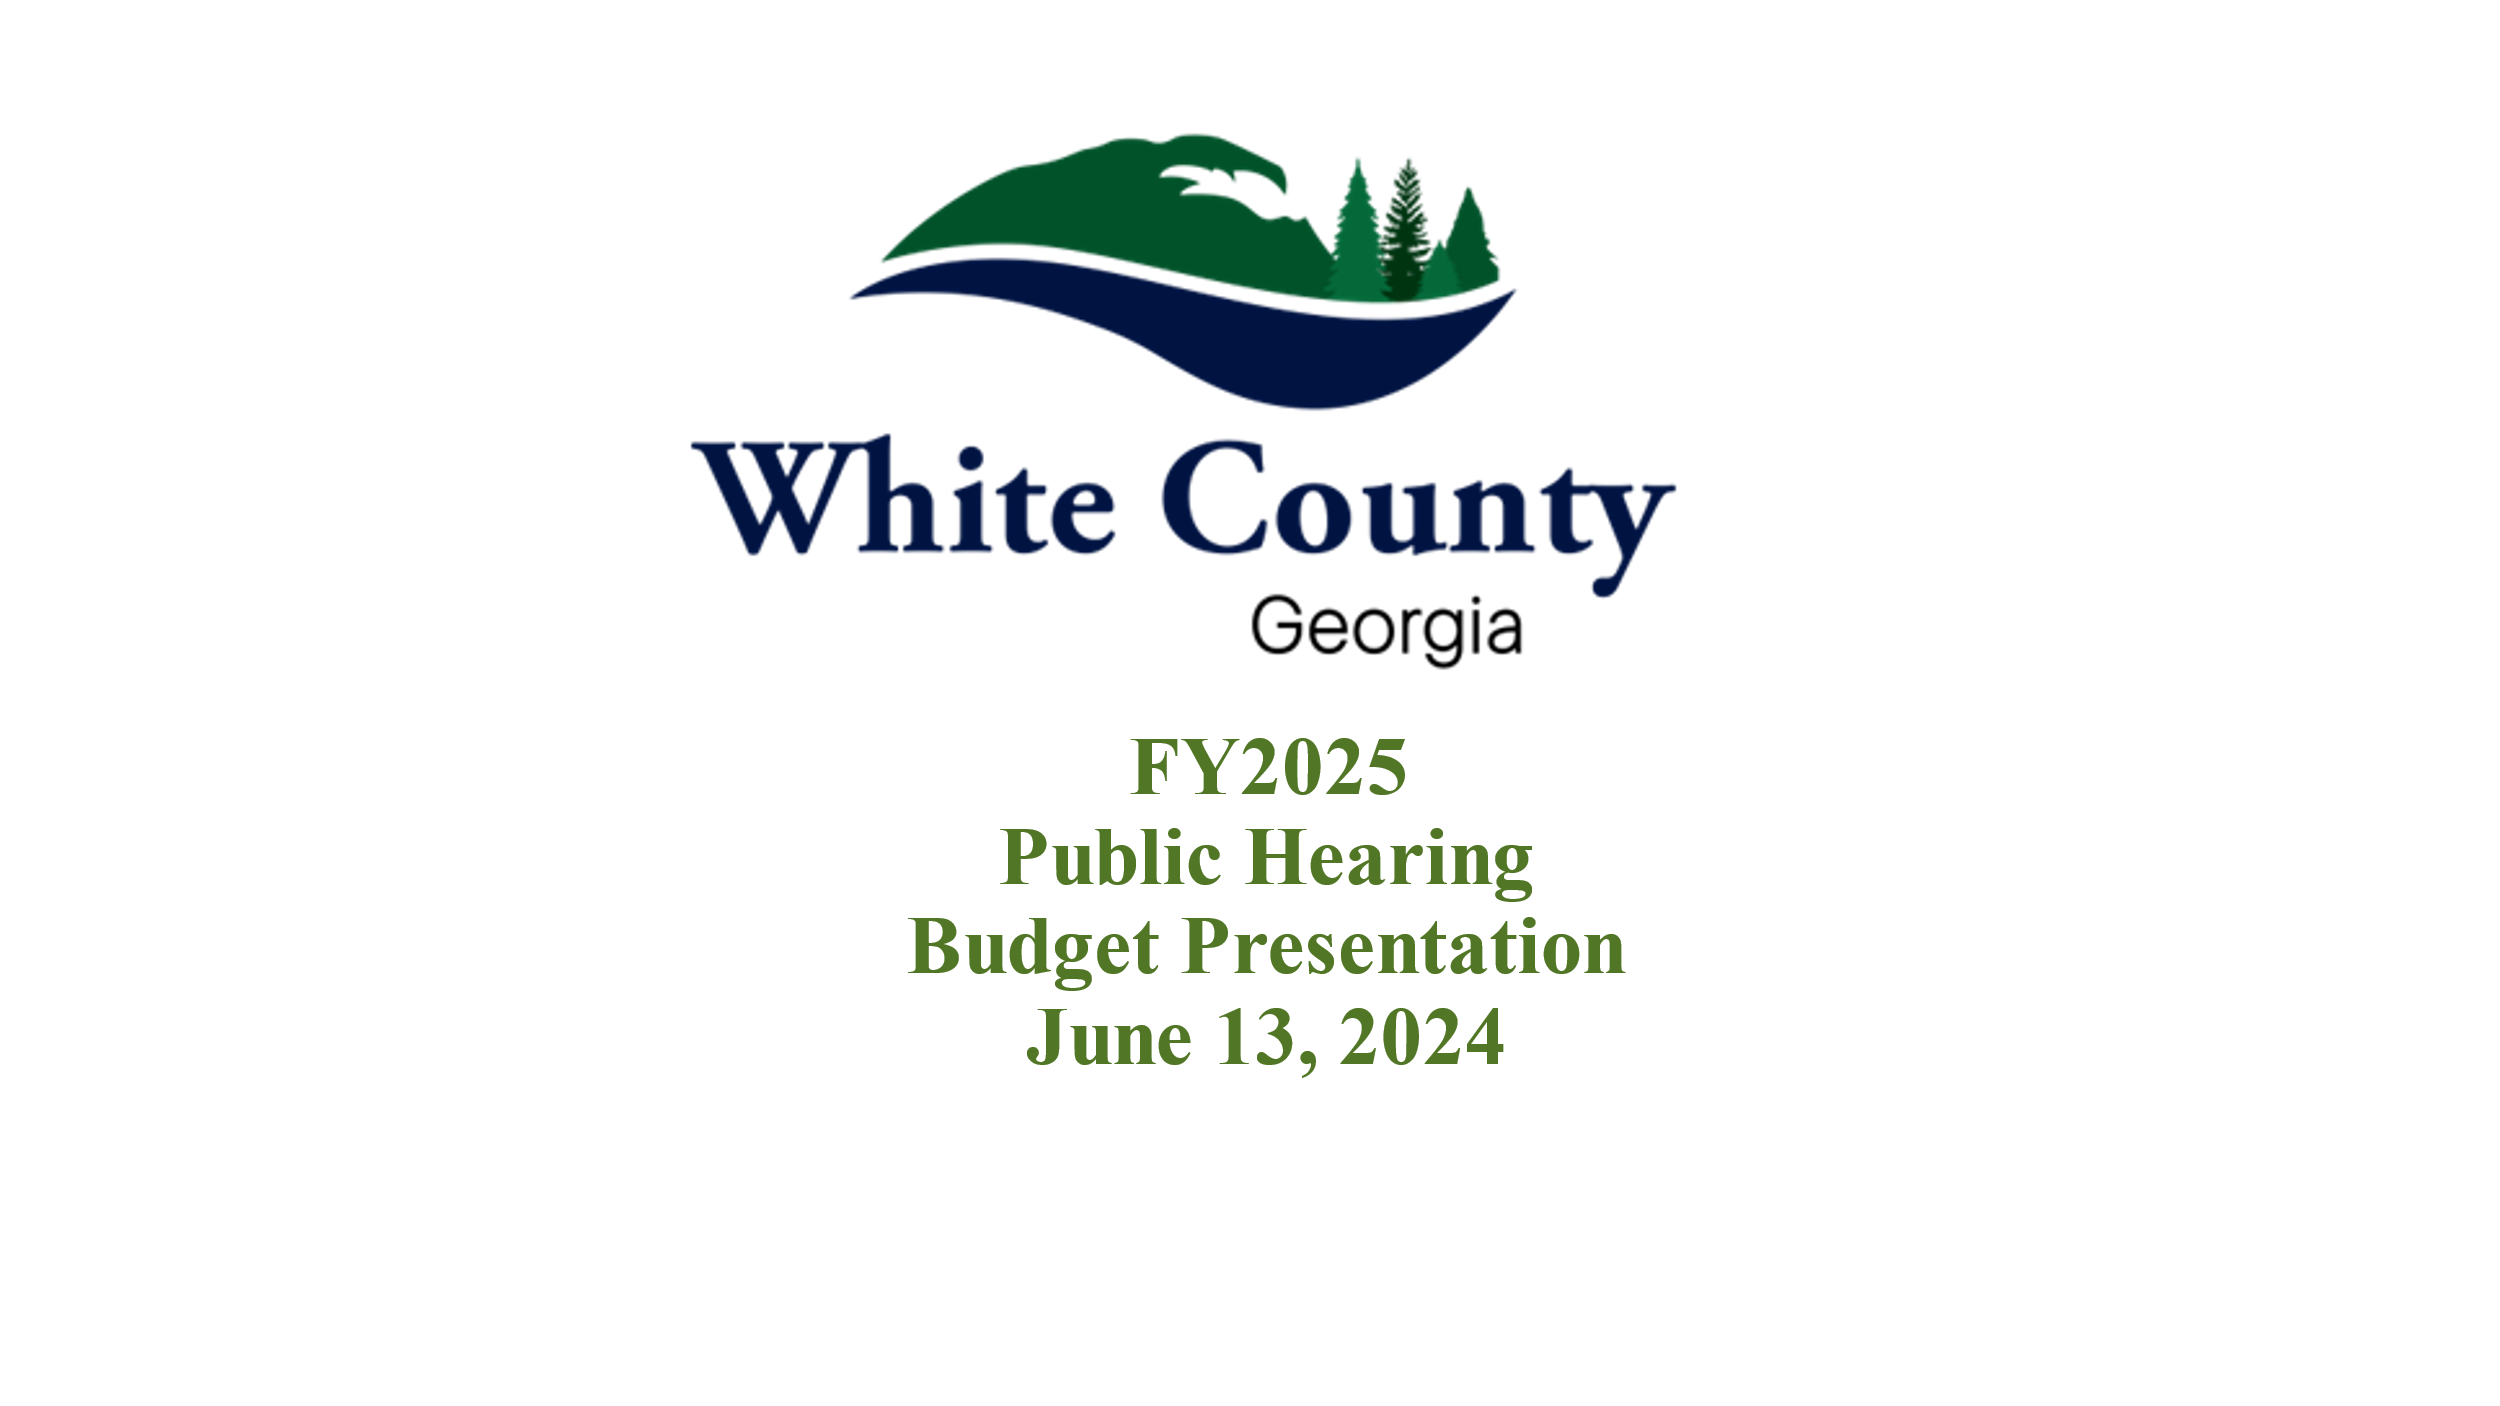 White County
Georgia
FY2025
Public Hearing
Budget Presentation
June 13, 2024